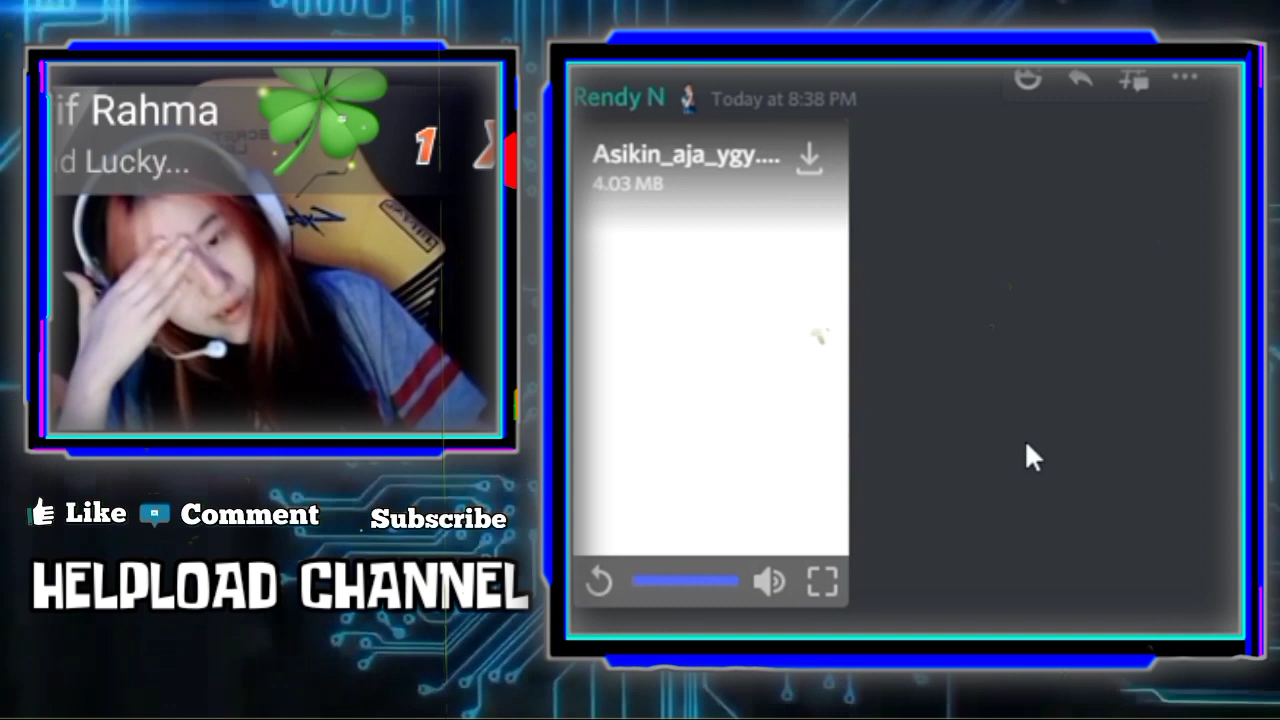 if Rahma
d Lucky...
1
Like
Comment
Subscribe
HELPLOAD CHANNEL
Rendy N
Today at 8:38 PM
Asikin_aja_ygy....
4.03 MB